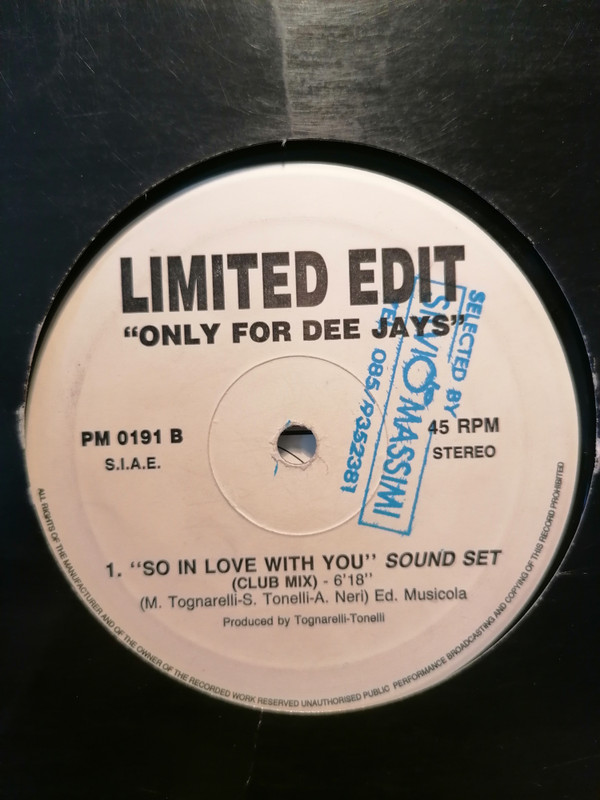 LIMITED EDIT
“ONLY FOR DEE JAYS”
SELECTED BY
SILVIO MASSIMI
TE 085/9352381
PM 0191 B
S.I.A.E.
45 RPM
STEREO
1. “SO IN LOVE WITH YOU” SOUND SET
(CLUB MIX) - 6'18''
(M. Tognarelli-S. Tonelli-A. Neri) Ed. Musicola
Produced by Tognarelli-Tonelli
ALL RIGHTS OF THE MANUFACTURER AND OF THE OWNER OF THE RECORDED WORK RESERVED UNAUTHORISED PUBLIC PERFORMANCE BROADCASTING AND COPYING OF THIS RECORD PROHIBITED